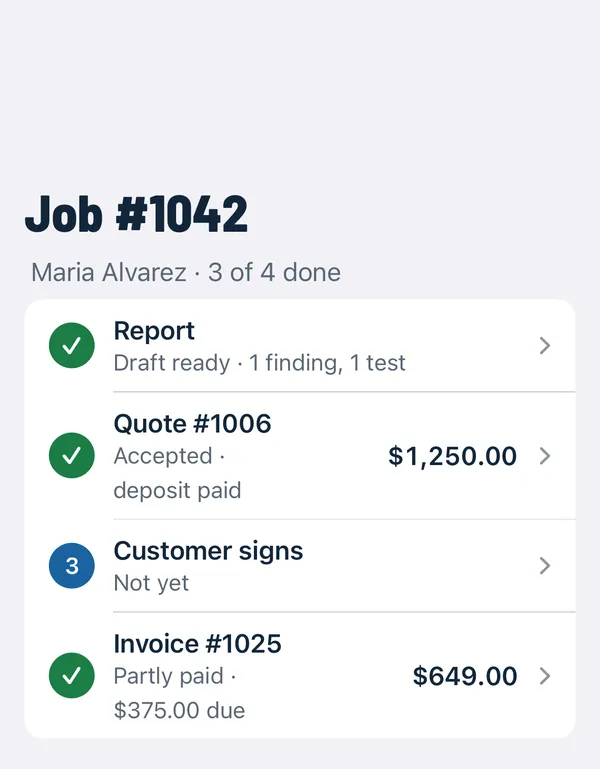 Job #1042
Maria Alvarez · 3 of 4 done
Report
Draft ready · 1 finding, 1 test
Quote #1006
Accepted ·
deposit paid
$1,250.00
3
Customer signs
Not yet
Invoice #1025
Partly paid ·
$375.00 due
$649.00